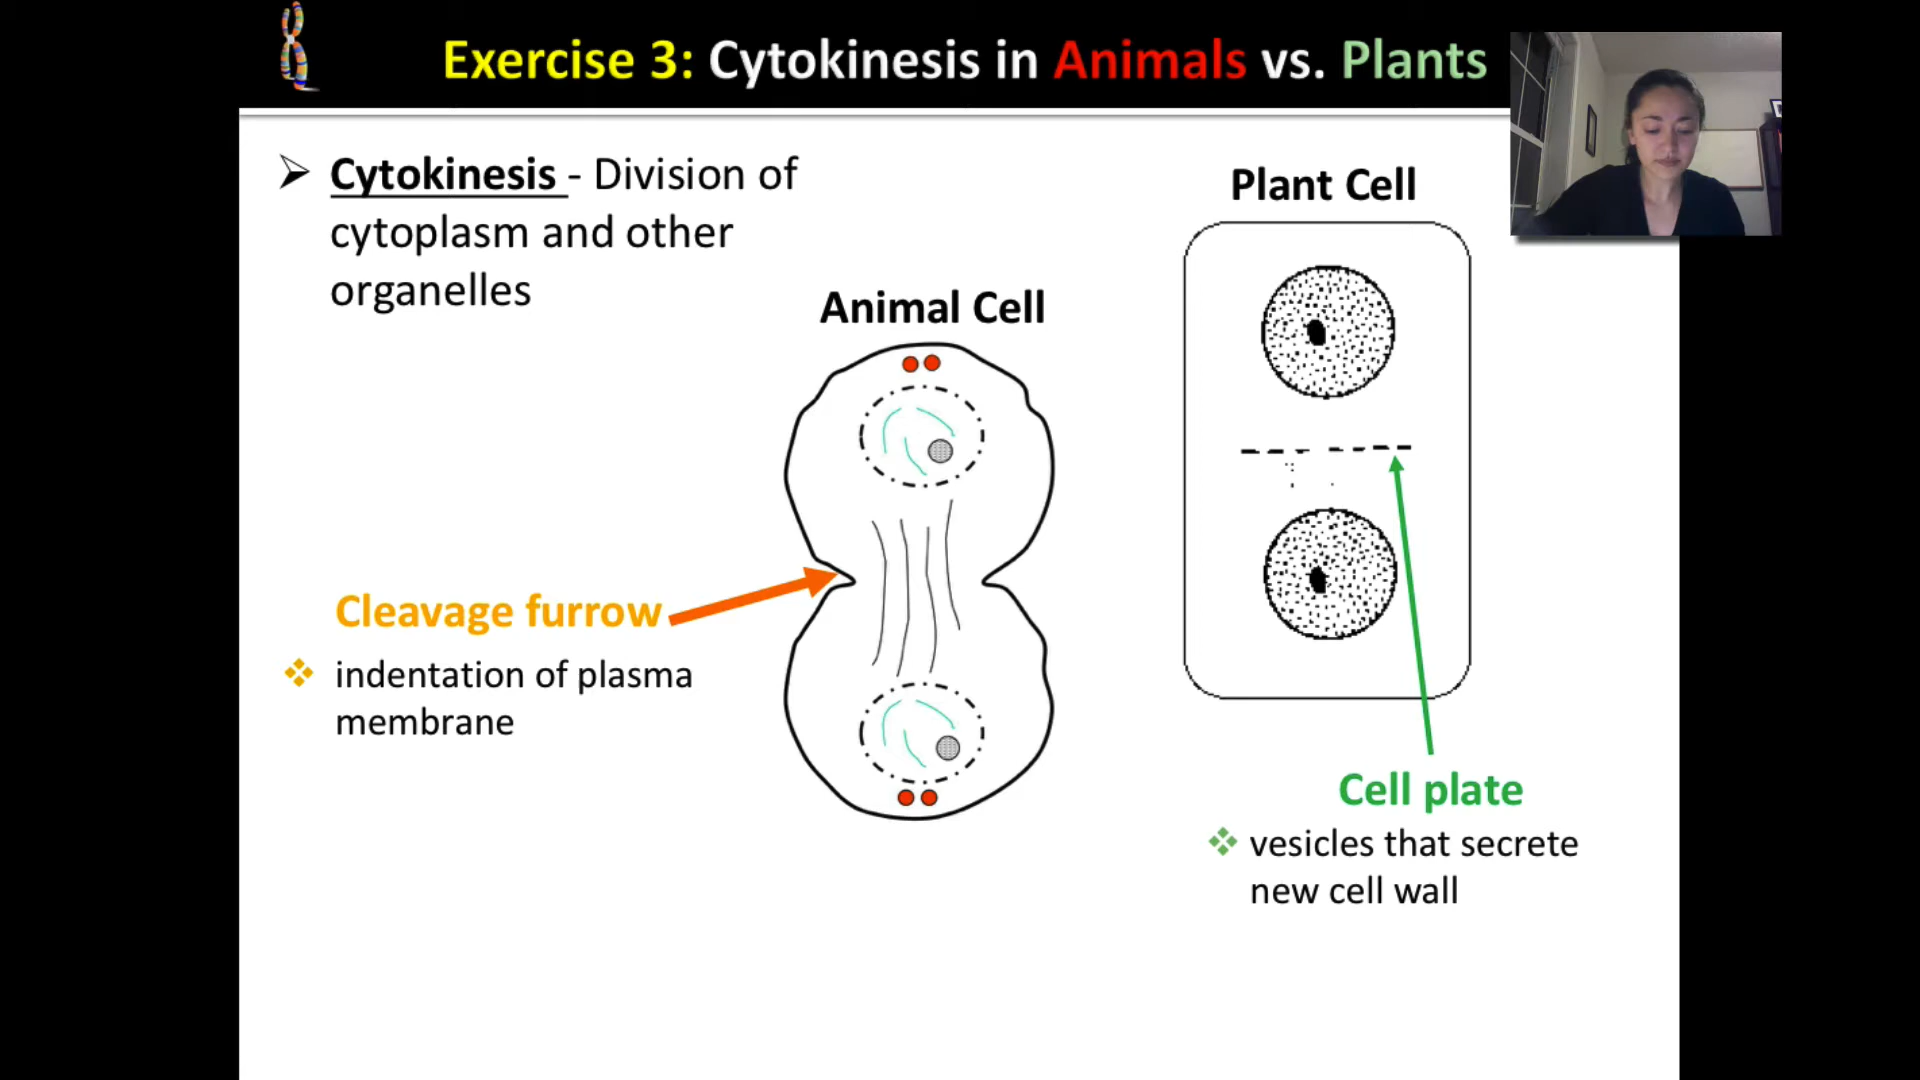 Exercise 3: Cytokinesis in Animals vs. Plants
Cytokinesis - Division of
cytoplasm and other
organelles
Plant Cell
Animal Cell
Cleavage furrow
indentation of plasma
membrane
Cell plate
vesicles that secrete
new cell wall